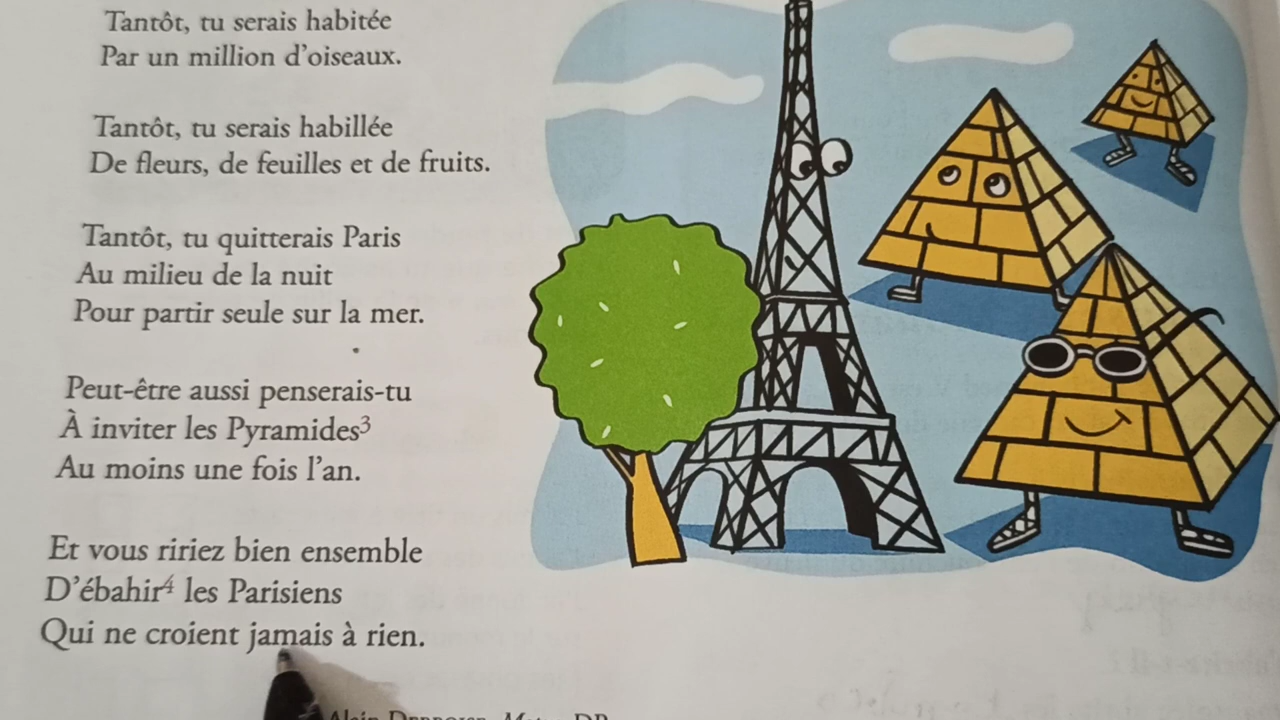 Tantôt, tu serais habitée
Par un million d'oiseaux.
Tantôt, tu serais habillée
De fleurs, de feuilles et de fruits.
Tantôt, tu quitterais Paris
Au milieu de la nuit
Pour partir seule sur la mer.
Peut-être aussi penserais-tu
À inviter les Pyramides³
Au moins une fois l'an.
Et vous ririez bien ensemble
D'ébahir⁴ les Parisiens
Qui ne croient jamais à rien.
Alain